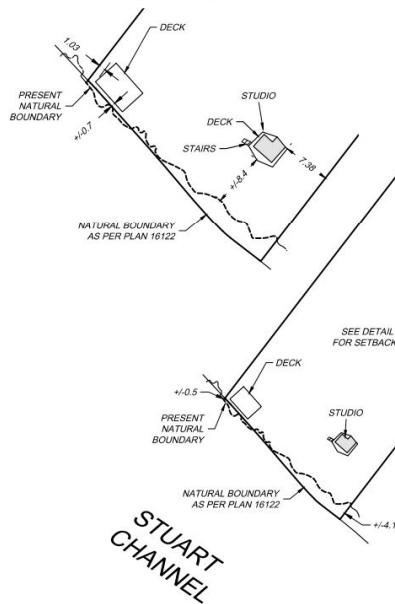 DECK
1.03
PRESENT
NATURAL
BOUNDARY
+/-0.7
STUDIO
DECK
STAIRS
7.38
+/-8.4
NATURAL BOUNDARY
AS PER PLAN 16122
SEE DETAIL
FOR SETBACK
DECK
+/-0.5
PRESENT
NATURAL
BOUNDARY
STUDIO
NATURAL BOUNDARY
AS PER PLAN 16122
+/-4.1
STUART
CHANNEL